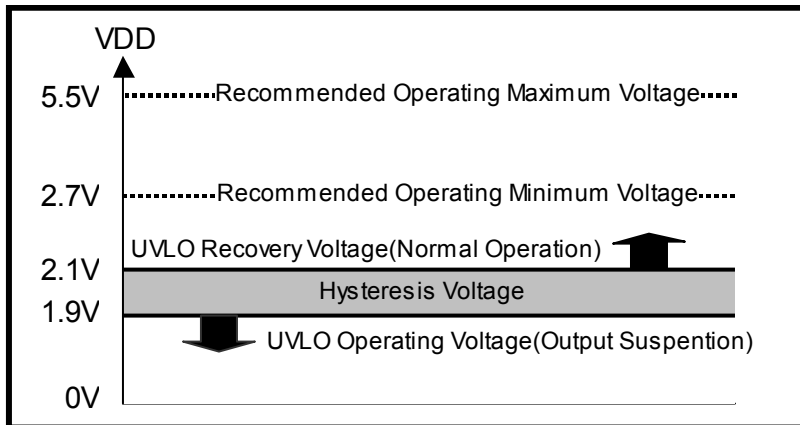 VDD
5.5V Recommended Operating Maximum Voltage
2.7V Recommended Operating Minimum Voltage
UVLO Recovery Voltage(Normal Operation)
2.1V
Hysteresis Voltage
1.9V
UVLO Operating Voltage(Output Suspention)
0V